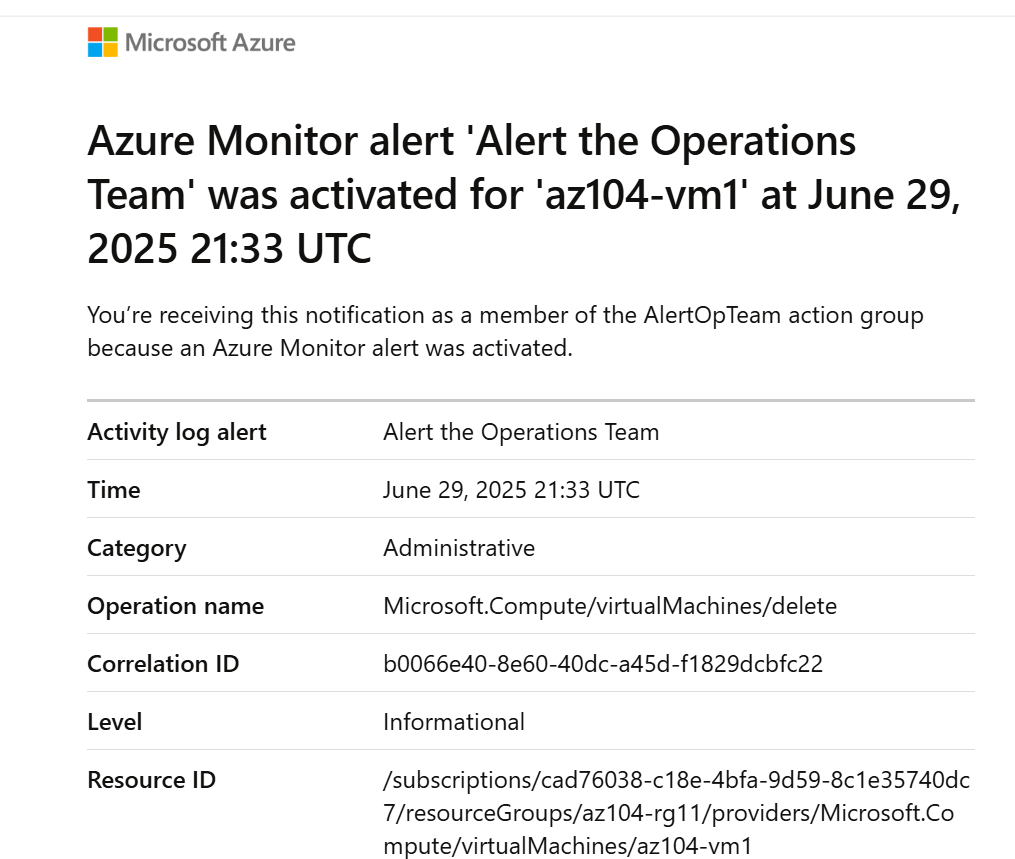 Microsoft Azure
Azure Monitor alert 'Alert the Operations
Team' was activated for 'az104-vm1' at June 29,
2025 21:33 UTC
You’re receiving this notification as a member of the AlertOpTeam action group
because an Azure Monitor alert was activated.
Activity log alert Alert the Operations Team
Time June 29, 2025 21:33 UTC
Category Administrative
Operation name Microsoft.Compute/virtualMachines/delete
Correlation ID b0066e40-8e60-40dc-a45d-f1829dcbfc22
Level Informational
Resource ID /subscriptions/cad76038-c18e-4bfa-9d59-8c1e35740dc
7/resourceGroups/az104-rg11/providers/Microsoft.Co
mpute/virtualMachines/az104-vm1